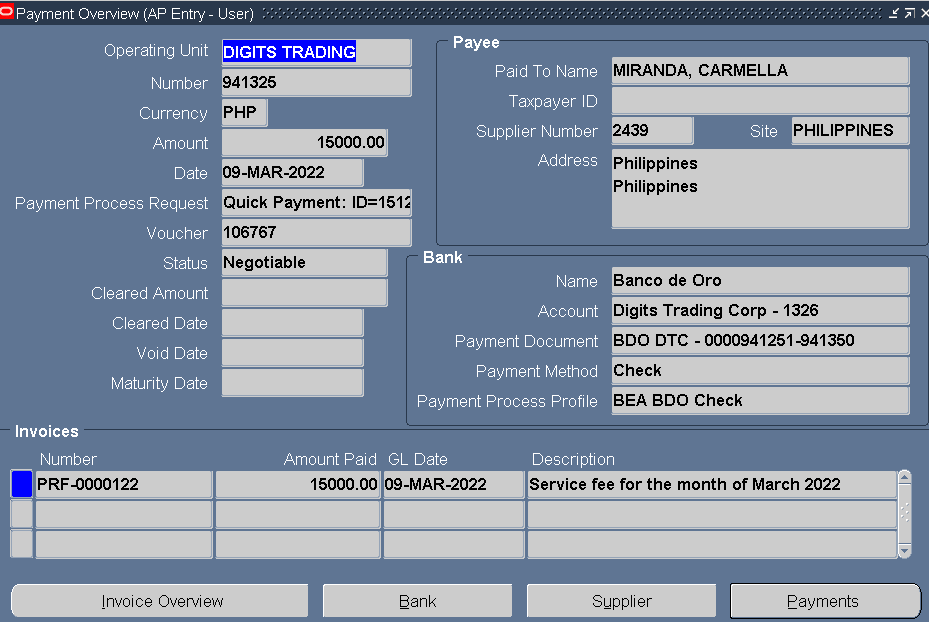 Payment Overview (AP Entry - User)
Operating Unit DIGITS TRADING
Number 941325
Currency PHP
Amount 15000.00
Date 09-MAR-2022
Payment Process Request Quick Payment: ID=1512
Voucher 106767
Status Negotiable
Cleared Amount
Cleared Date
Void Date
Maturity Date
Payee
Paid To Name MIRANDA, CARMELLA
Taxpayer ID
Supplier Number 2439 Site PHILIPPINES
Address Philippines
Philippines
Bank
Name Banco de Oro
Account Digits Trading Corp - 1326
Payment Document BDO DTC - 0000941251-941350
Payment Method Check
Payment Process Profile BEA BDO Check
Invoices
Number Amount Paid GL Date Description
PRF-0000122 15000.00 09-MAR-2022 Service fee for the month of March 2022
Invoice Overview Bank Supplier Payments